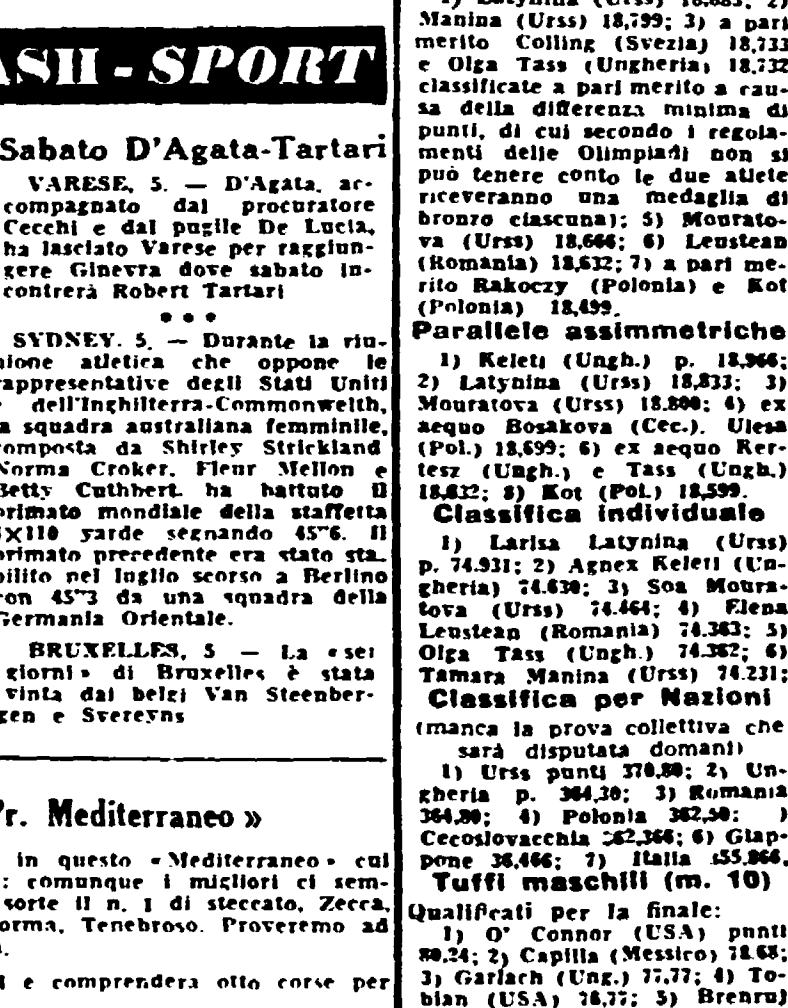 ASH - SPORT
Sabato D'Agata-Tartari
VARESE, 5. — D'Agata, ac-
compagnato dal procuratore
Cecchi e dal pugile De Lucia,
ha lasciato Varese per raggiun-
gere Ginevra dove sabato in-
contrerà Robert Tartari
* * *
SYDNEY. 5. — Durante la riu-
nione atletica che oppone le
rappresentative degli Stati Uniti
dell'Inghilterra-Commonwelth,
a squadra australiana femminile,
composta da Shirley Strickland
Norma Croker, Fleur Mellon e
Betty Cuthbert ha battuto il
primato mondiale della staffetta
4X110 yarde segnando 45"6. Il
primato precedente era stato sta-
bilito nel luglio scorso a Berlino
con 45"3 da una squadra della
Germania Orientale.
BRUXELLES, 5 — La «sei
giorni» di Bruxelles è stata
vinta dai belgi Van Steenber-
gen e Svereyns
Pr. Mediterraneo»
in questo «Mediterraneo» cui
: comunque i migliori ci sem-
sorte il n. 1 di steccato, Zecca,
orma, Tenebroso. Proveremo ad
e comprendera otto corse per
1) Latynina (Urss) 18,883; 2)
Manina (Urss) 18,799; 3) a pari
merito Colling (Svezia) 18,733
e Olga Tass (Ungheria) 18,732
classificate a pari merito a cau-
sa della differenza minima di
punti, di cui secondo i regola-
menti delle Olimpiadi non si
può tenere conto le due atlete
riceveranno una medaglia di
bronzo ciascuna); 5) Mourato-
va (Urss) 18,666; 6) Leustean
(Romania) 18,632; 7) a pari me-
rito Rakoczy (Polonia) e Kot
(Polonia) 18,499.
Parallele assimmetriche
1) Keleti (Ungh.) p. 18,966;
2) Latynina (Urss) 18,833; 3)
Mouratova (Urss) 18.800; 4) ex
aequo Bosakova (Cec.). Ulesa
(Pol.) 18,699; 6) ex aequo Ker-
tesz (Ungh.) e Tass (Ungh.)
18,632; 8) Kot (Pol.) 18,599.
Classifica individuale
1) Larisa Latynina (Urss)
p. 74.931; 2) Agnex Keleti (Un-
gheria) 74.630; 3) Soa Moura-
tova (Urss) 74.464; 4) Elena
Leustean (Romania) 74.363; 5)
Olga Tass (Ungh.) 74.362; 6)
Tamara Manina (Urss) 74.231;
Classifica per Nazioni
(manca la prova collettiva che
sarà disputata domani)
1) Urss punti 370,80; 2) Un-
gheria p. 364,30; 3) Romania
364,80; 4) Polonia 362,50; )
Cecoslovacchia 362,366; 6) Giap-
pone 36,466; 7) Italia 355,866.
Tuffi maschili (m. 10)
Qualificati per la finale:
1) O' Connor (USA) punti
80.24; 2) Capilla (Messico) 78.68;
3) Gariach (Ung.) 77,77; 4) To-
bian (USA) 76,77; 5) Brenruj